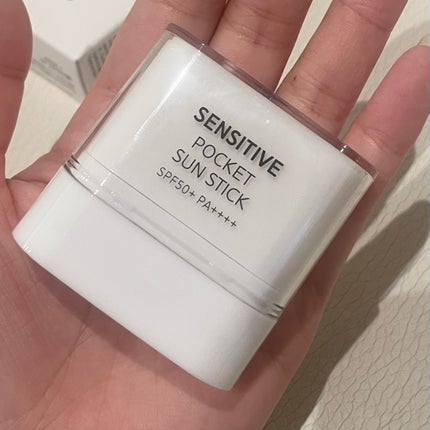 SENSITIVE
POCKET
SUN STICK
SPF50+ PA++++